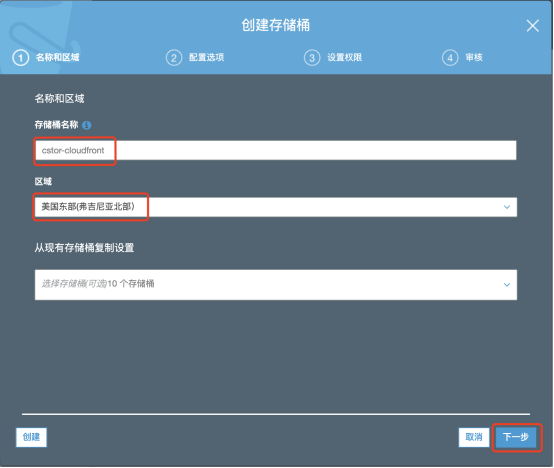 创建存储桶
1 名称和区域 2 配置选项 3 设置权限 4 审核
名称和区域
存储桶名称
cstor-cloudfront
区域
美国东部(弗吉尼亚北部)
从现有存储桶复制设置
选择存储桶(可选)10 个存储桶
创建 取消 下一步